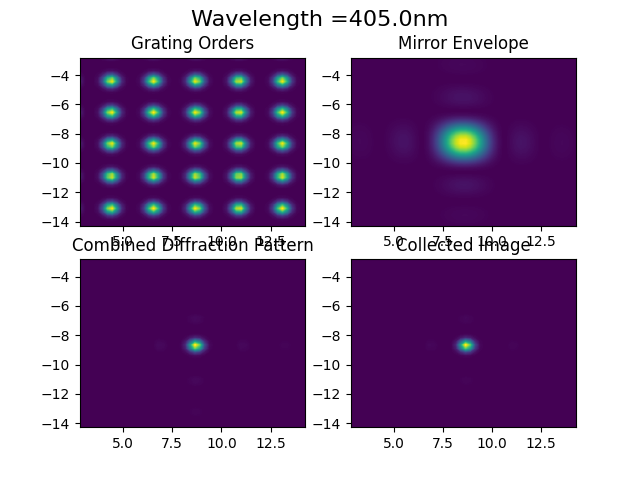 Wavelength =405.0nm
Grating Orders
Mirror Envelope
−4
−6
−8
−10
−12
−14
5.0 7.5 10.0 12.5
−4
−6
−8
−10
−12
−14
5.0 7.5 10.0 12.5
Combined Diffraction Pattern
Collected Image
−4
−6
−8
−10
−12
−14
5.0 7.5 10.0 12.5
−4
−6
−8
−10
−12
−14
5.0 7.5 10.0 12.5